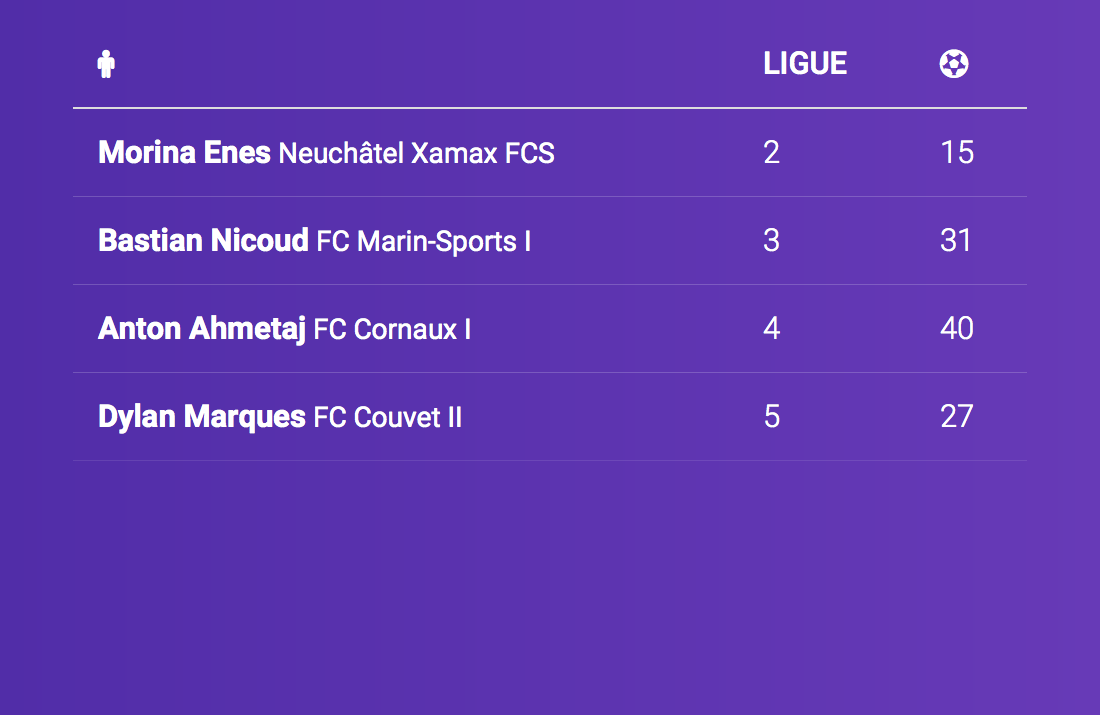 LIGUE
Morina Enes Neuchâtel Xamax FCS 2 15
Bastian Nicoud FC Marin-Sports I 3 31
Anton Ahmetaj FC Cornaux I 4 40
Dylan Marques FC Couvet II 5 27